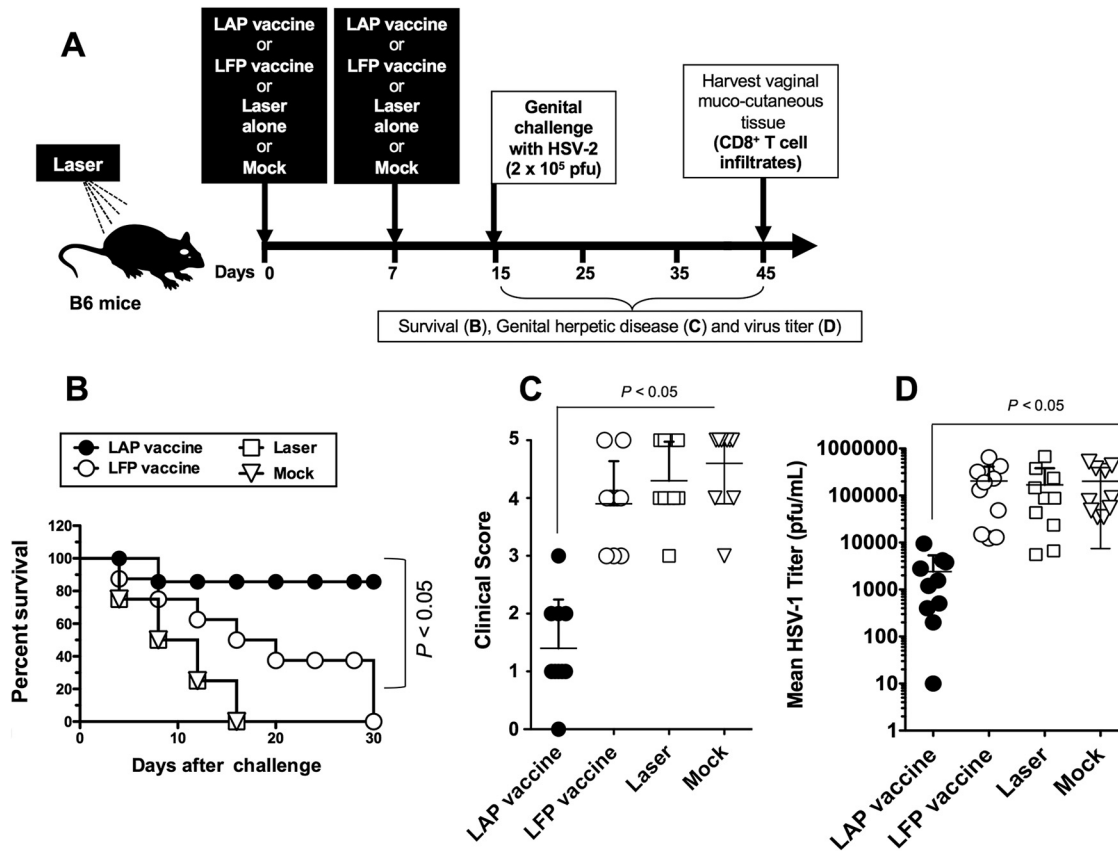 A
Laser
B6 mice
LAP vaccine
or
LFP vaccine
or
Laser
alone
or
Mock
LAP vaccine
or
LFP vaccine
or
Laser
alone
or
Mock
Genital
challenge
with HSV-2
(2 x 10⁵ pfu)
Harvest vaginal
muco-cutaneous
tissue
(CD8⁺ T cell
infiltrates)
Days 0 7 15 25 35 45
Survival (B), Genital herpetic disease (C) and virus titer (D)
B
LAP vaccine
LFP vaccine
Laser
Mock
Percent survival
120
100
80
60
40
20
0
0 10 20 30
Days after challenge
P < 0.05
C
P < 0.05
Clinical Score
5
4
3
2
1
0
LAP vaccine
LFP vaccine
Laser
Mock
D
P < 0.05
Mean HSV-1 Titer (pfu/mL)
1000000
100000
10000
1000
100
10
1
LAP vaccine
LFP vaccine
Laser
Mock